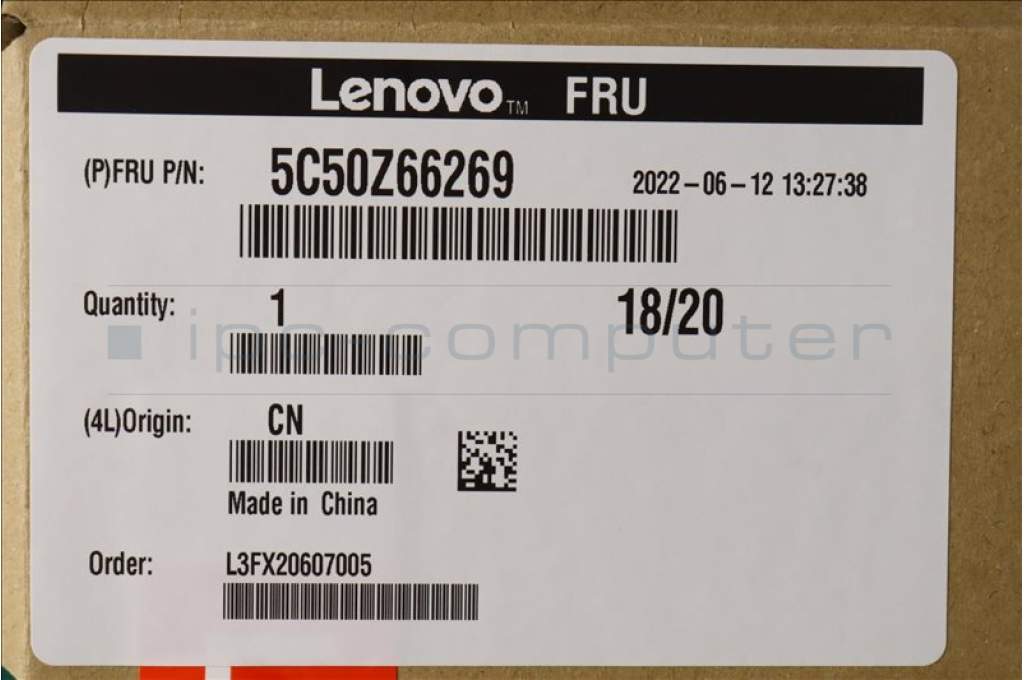 Lenovo™ FRU
(P)FRU P/N: 5C50Z66269 2022-06-12 13:27:38
Quantity: 1 18/20
ipc-computer
(4L)Origin: CN
Made in China
Order: L3FX20607005